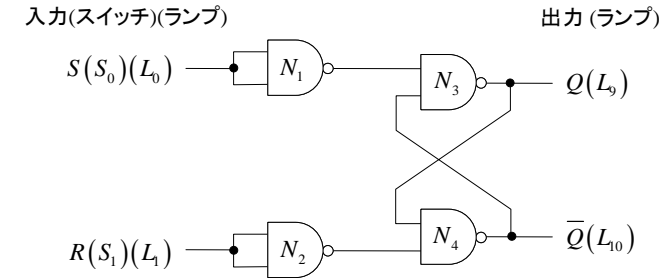 入力(スイッチ)(ランプ)
出力 (ランプ)
S(S₀)(L₀)
N₁
N₃
Q(L₉)
R(S₁)(L₁)
N₂
N₄
Q̅(L₁₀)